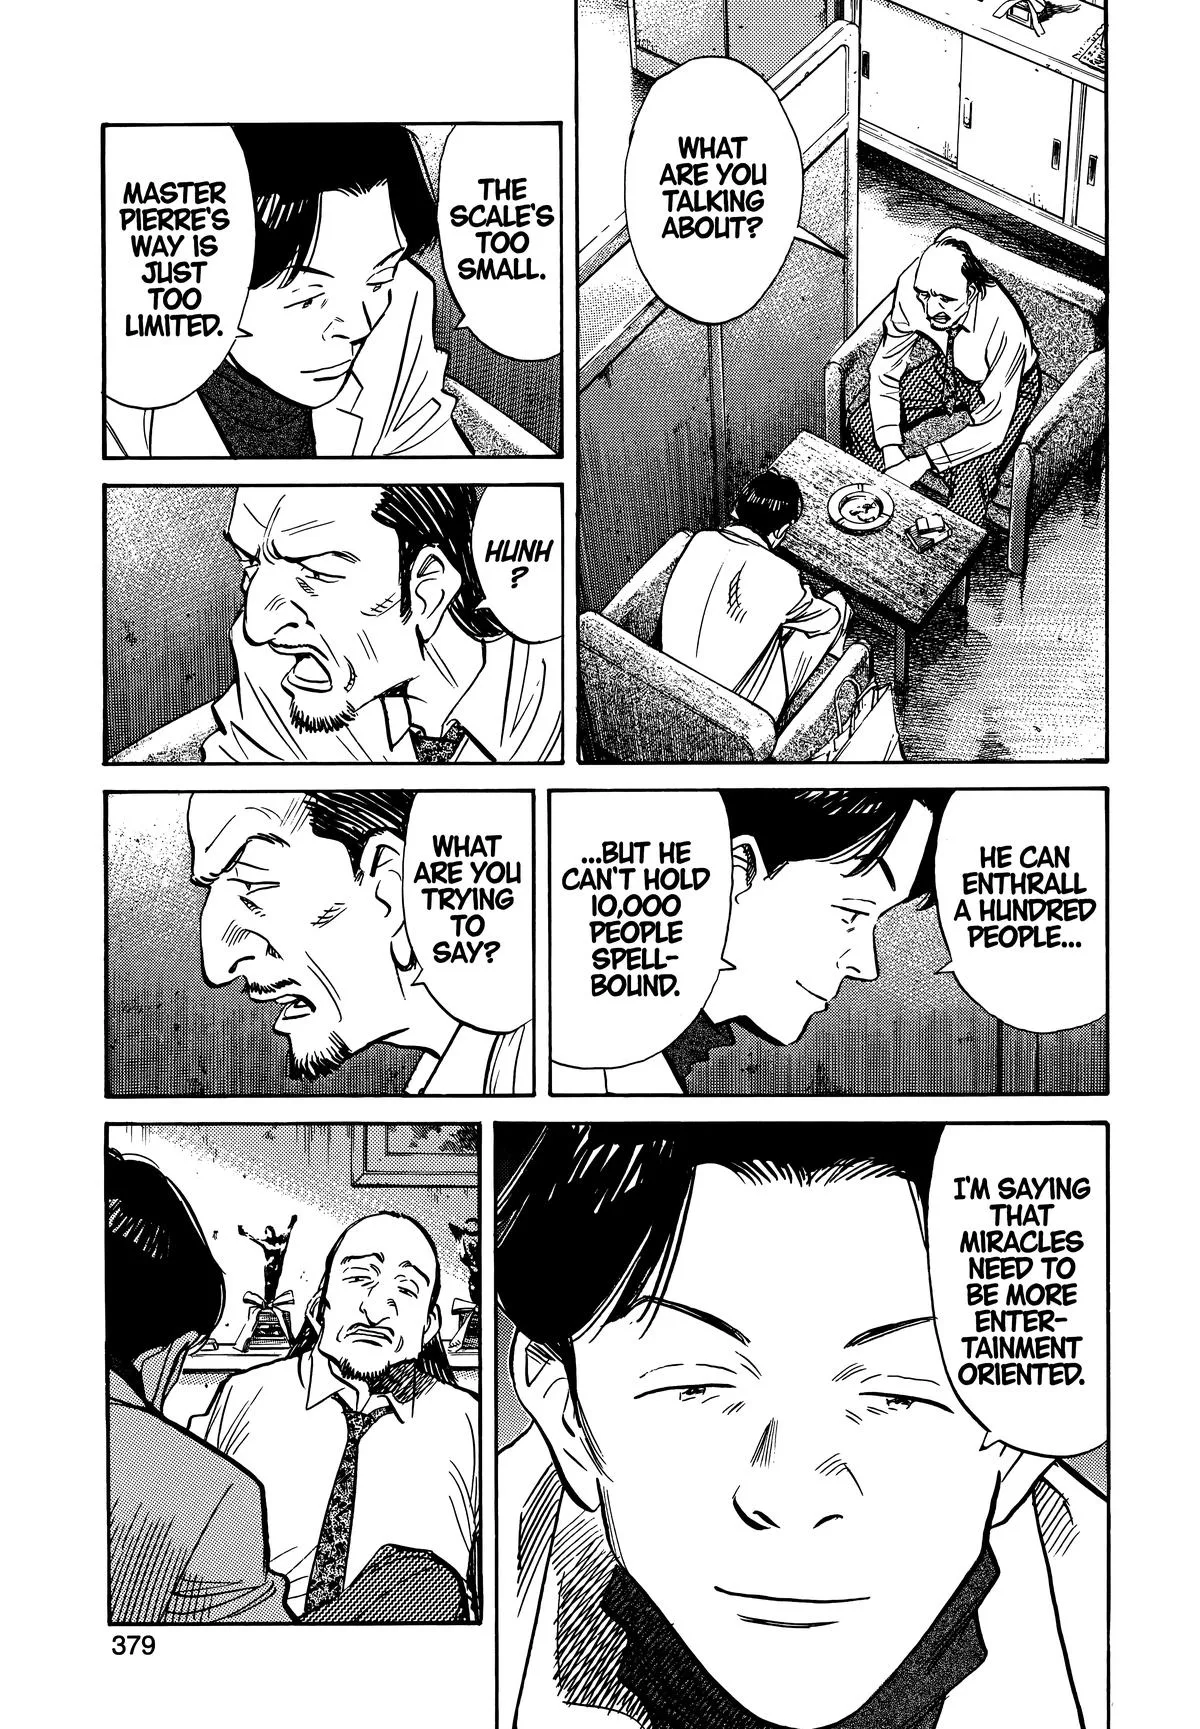 WHAT
ARE YOU
TALKING
ABOUT?
THE
SCALE'S
TOO
SMALL.
MASTER
PIERRE'S
WAY IS
JUST
TOO
LIMITED.
HUNH
?
HE CAN
ENTHRALL
A HUNDRED
PEOPLE...
...BUT HE
CAN'T HOLD
10,000
PEOPLE
SPELL-
BOUND.
WHAT
ARE YOU
TRYING
TO
SAY?
I'M SAYING
THAT
MIRACLES
NEED TO
BE MORE
ENTER-
TAINMENT
ORIENTED.
379